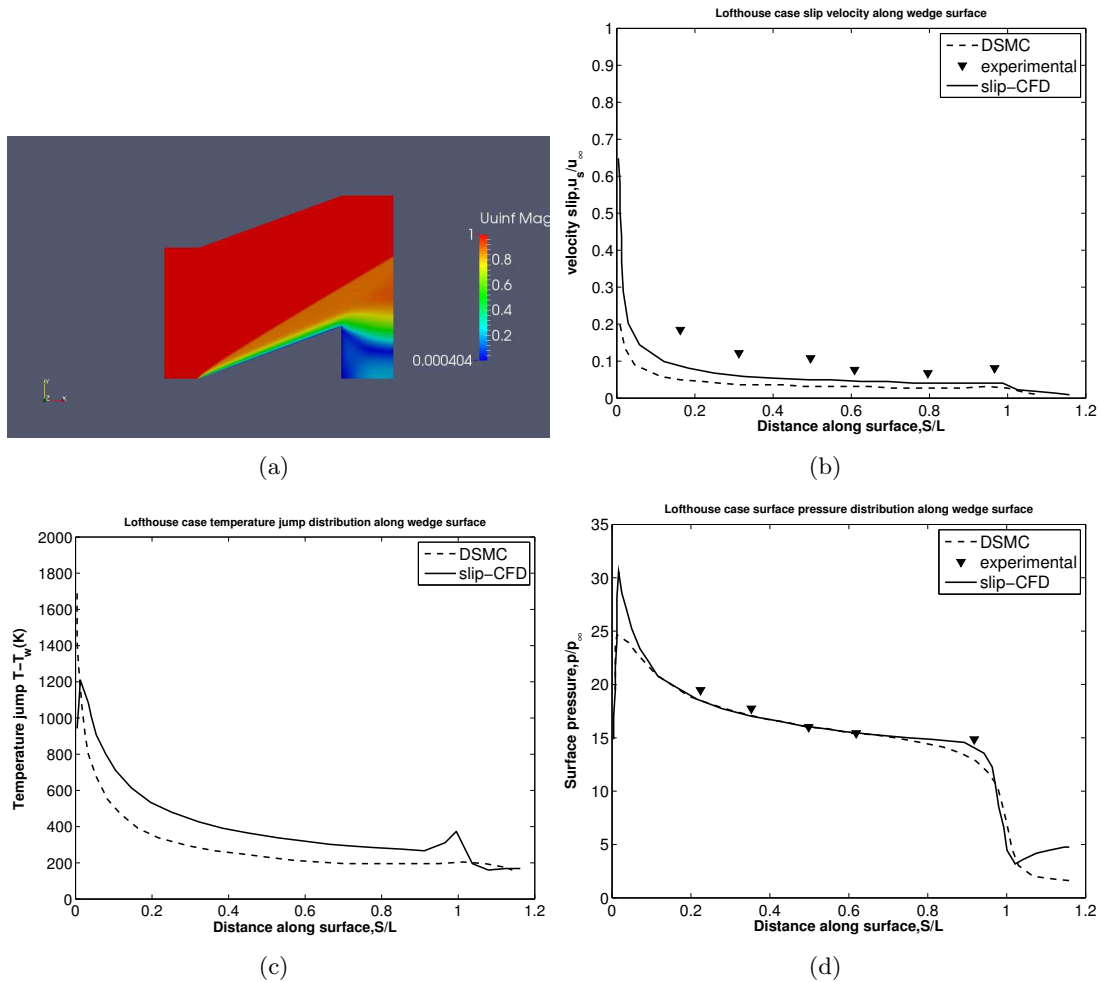 Uuinf Mag
1
0.8
0.6
0.4
0.2
0.000404
Y
Z
X
(a)
Lofthouse case slip velocity along wedge surface
DSMC
experimental
slip−CFD
velocity slip,u_s/u_∞
1
0.9
0.8
0.7
0.6
0.5
0.4
0.3
0.2
0.1
0
0 0.2 0.4 0.6 0.8 1 1.2
Distance along surface,S/L
(b)
Lofthouse case temperature jump distribution along wedge surface
DSMC
slip−CFD
Temperature jump T−T_w(K)
2000
1800
1600
1400
1200
1000
800
600
400
200
0
0 0.2 0.4 0.6 0.8 1 1.2
Distance along surface,S/L
(c)
Lofthouse case surface pressure distribution along wedge surface
DSMC
experimental
slip−CFD
Surface pressure,p/p_∞
35
30
25
20
15
10
5
0
0 0.2 0.4 0.6 0.8 1 1.2
Distance along surface,S/L
(d)